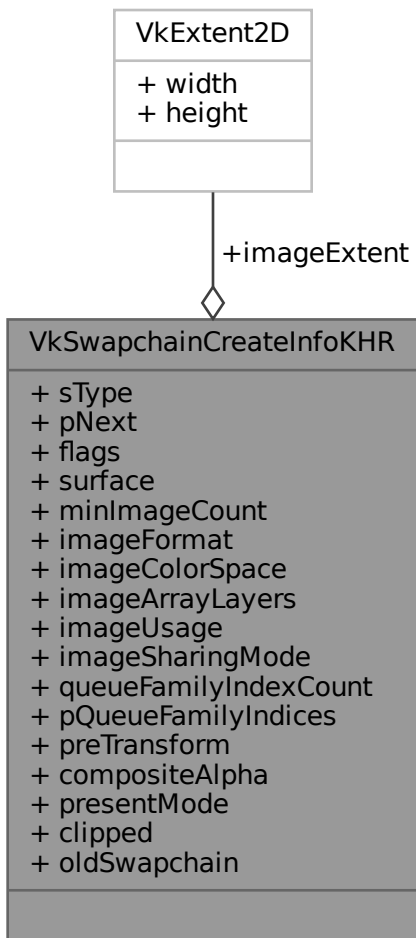 VkExtent2D
+ width
+ height
+imageExtent
VkSwapchainCreateInfoKHR
+ sType
+ pNext
+ flags
+ surface
+ minImageCount
+ imageFormat
+ imageColorSpace
+ imageArrayLayers
+ imageUsage
+ imageSharingMode
+ queueFamilyIndexCount
+ pQueueFamilyIndices
+ preTransform
+ compositeAlpha
+ presentMode
+ clipped
+ oldSwapchain